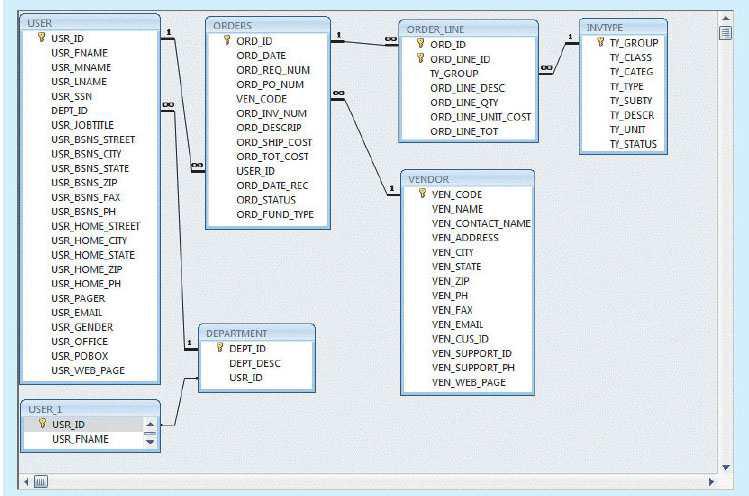 USER
USR_ID
USR_FNAME
USR_MNAME
USR_LNAME
USR_SSN
DEPT_ID
USR_JOBTITLE
USR_BSNS_STREET
USR_BSNS_CITY
USR_BSNS_STATE
USR_BSNS_ZIP
USR_BSNS_FAX
USR_BSNS_PH
USR_HOME_STREET
USR_HOME_CITY
USR_HOME_STATE
USR_HOME_ZIP
USR_HOME_PH
USR_PAGER
USR_EMAIL
USR_GENDER
USR_OFFICE
USR_POBOX
USR_WEB_PAGE
1
∞
∞
ORDERS
ORD_ID
ORD_DATE
ORD_REQ_NUM
ORD_PO_NUM
VEN_CODE
ORD_INV_NUM
ORD_DESCRIP
ORD_SHIP_COST
ORD_TOT_COST
USER_ID
ORD_DATE_REC
ORD_STATUS
ORD_FUND_TYPE
1
∞
∞
ORDER_LINE
ORD_ID
ORD_LINE_ID
TY_GROUP
ORD_LINE_DESC
ORD_LINE_QTY
ORD_LINE_UNIT_COST
ORD_LINE_TOT
∞
1
INVTYPE
TY_GROUP
TY_CLASS
TY_CATEG
TY_TYPE
TY_SUBTY
TY_DESCR
TY_UNIT
TY_STATUS
1
VENDOR
VEN_CODE
VEN_NAME
VEN_CONTACT_NAME
VEN_ADDRESS
VEN_CITY
VEN_STATE
VEN_ZIP
VEN_PH
VEN_FAX
VEN_EMAIL
VEN_CUS_ID
VEN_SUPPORT_ID
VEN_SUPPORT_PH
VEN_WEB_PAGE
1
DEPARTMENT
DEPT_ID
DEPT_DESC
USR_ID
USER_1
USR_ID
USR_FNAME